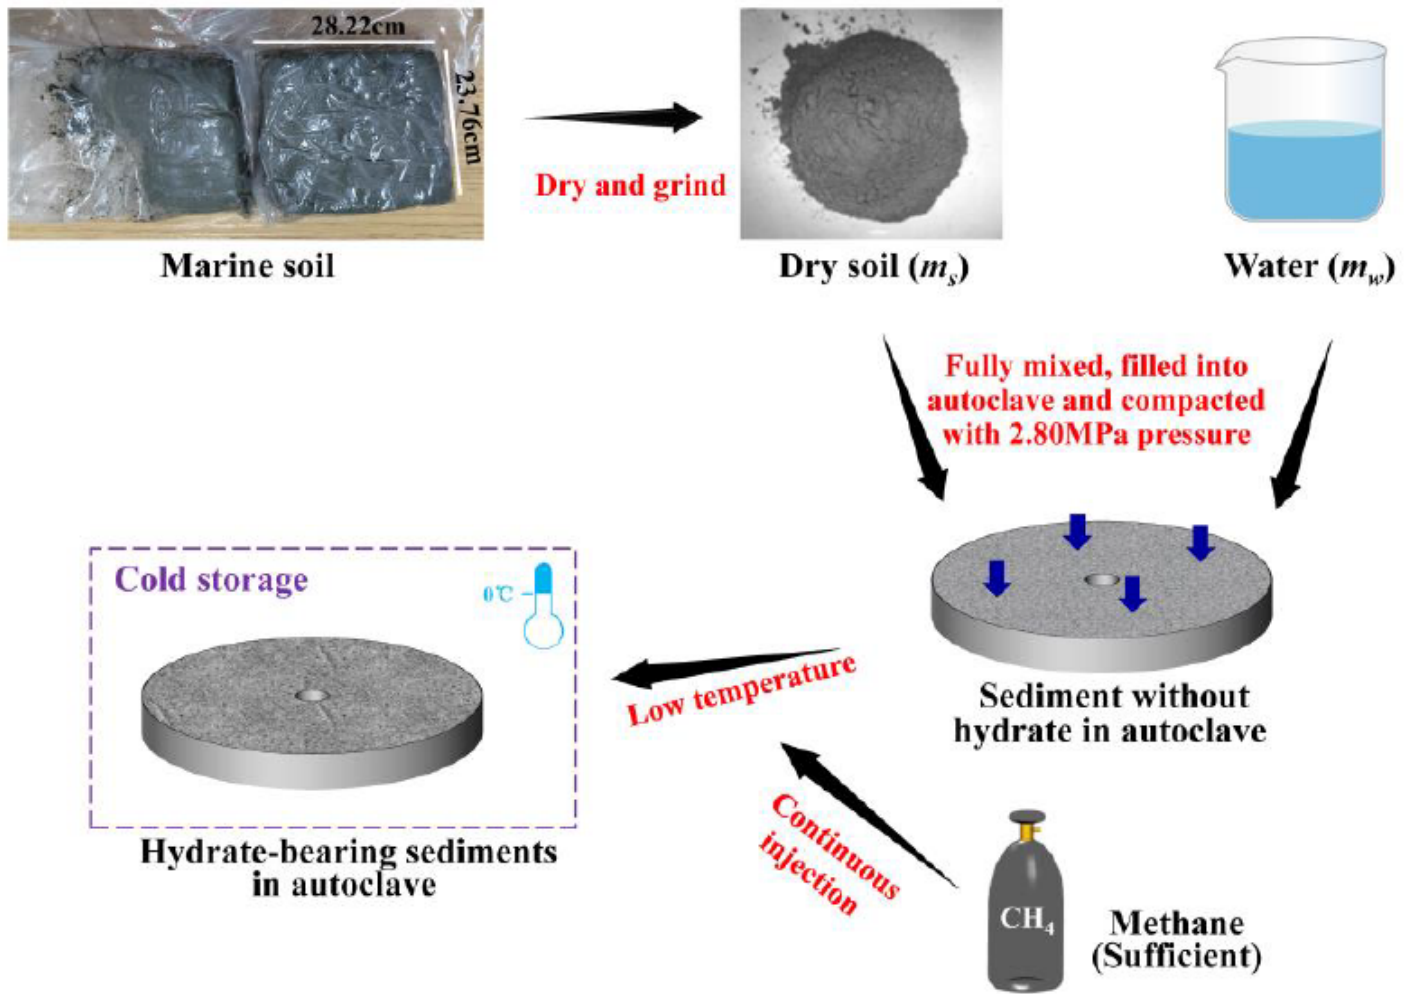 28.22cm
23.76cm
Marine soil
Dry and grind
Dry soil (mₛ)
Water (m_w)
Fully mixed, filled into
autoclave and compacted
with 2.80MPa pressure
Sediment without
hydrate in autoclave
Cold storage
0℃
Low temperature
Hydrate-bearing sediments
in autoclave
Continuous
injection
CH₄
Methane
(Sufficient)